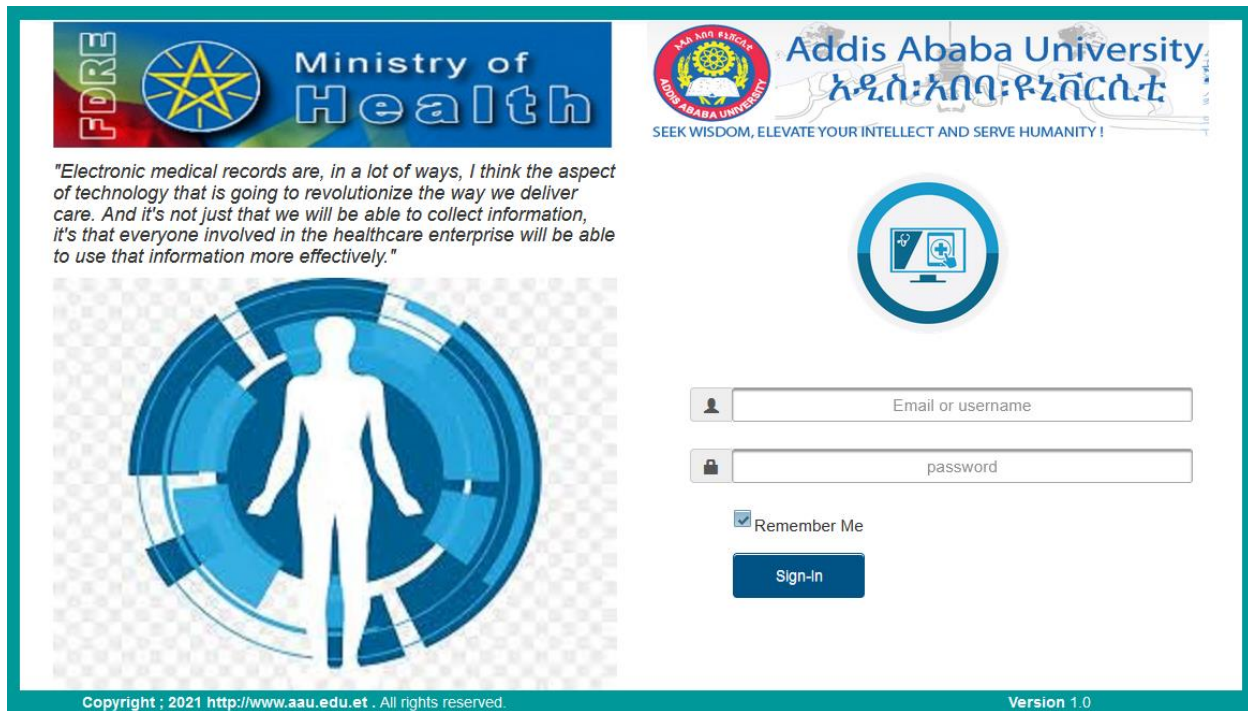 FDRE
Ministry of
Health
"Electronic medical records are, in a lot of ways, I think the aspect
of technology that is going to revolutionize the way we deliver
care. And it's not just that we will be able to collect information,
it's that everyone involved in the healthcare enterprise will be able
to use that information more effectively."
ADDIS ABABA UNIVERSITY
Addis Ababa University
አዲስ፡አበባ፡ዩኒቨርሲቲ
SEEK WISDOM, ELEVATE YOUR INTELLECT AND SERVE HUMANITY !
Email or username
password
Remember Me
Sign-In
Copyright ; 2021 http://www.aau.edu.et . All rights reserved.
Version 1.0